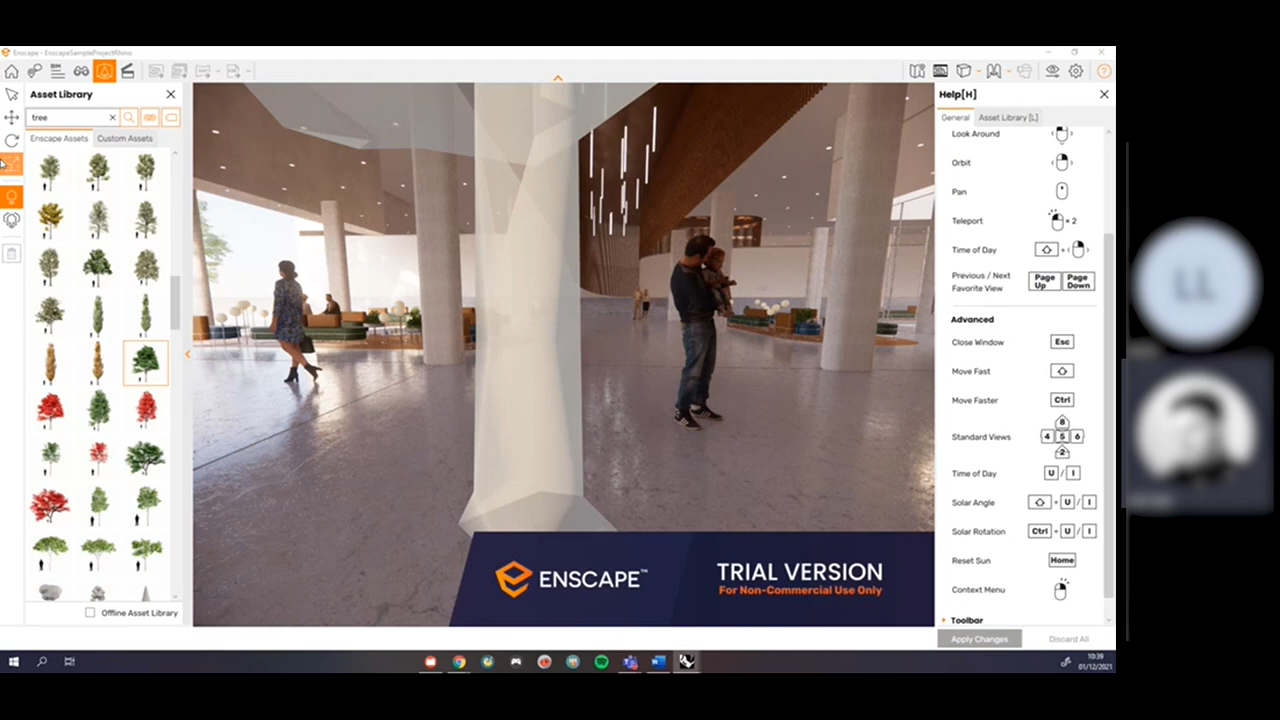 Enscape - EnscapeSampleProjectRhino
Asset Library
tree
Enscape Assets
Custom Assets
Offline Asset Library
ENSCAPE™
TRIAL VERSION
For Non-Commercial Use Only
Help[H]
General
Asset Library [L]
Look Around
Orbit
Pan
Teleport
× 2
Time of Day
+
Previous / Next
Favorite View
Page Up
Page Down
Advanced
Close Window
Esc
Move Fast
Move Faster
Ctrl
Standard Views
8
4 5 6
2
Time of Day
U / I
Solar Angle
+ U / I
Solar Rotation
Ctrl + U / I
Reset Sun
Home
Context Menu
Toolbar
Apply Changes
Discard All
10:39
01/12/2021
LL